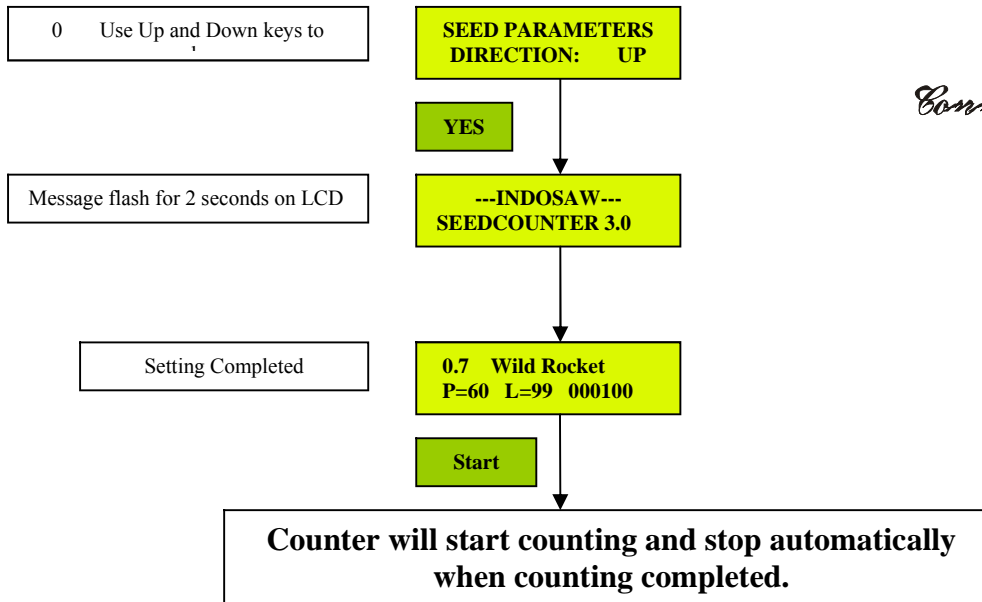 0 Use Up and Down keys to
SEED PARAMETERS
DIRECTION: UP
YES
Message flash for 2 seconds on LCD
---INDOSAW---
SEEDCOUNTER 3.0
Setting Completed
0.7 Wild Rocket
P=60 L=99 000100
Start
Counter will start counting and stop automatically
when counting completed.